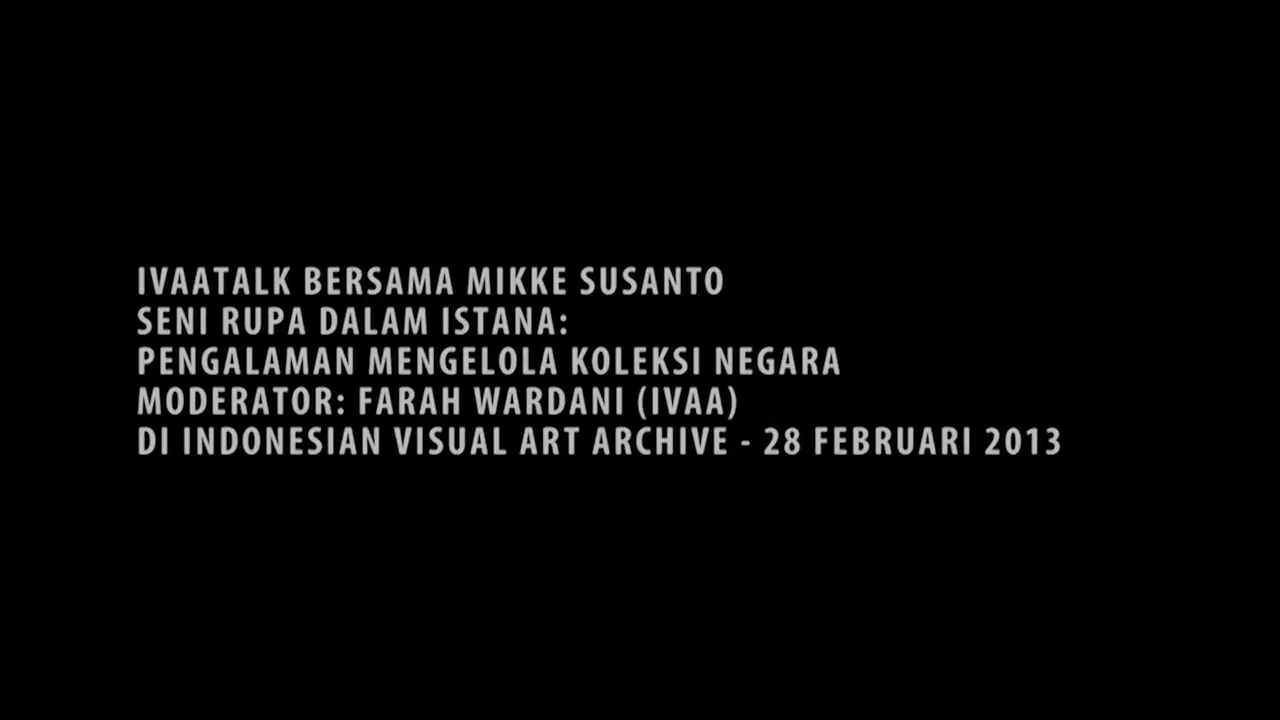 IVAATALK BERSAMA MIKKE SUSANTO
SENI RUPA DALAM ISTANA:
PENGALAMAN MENGELOLA KOLEKSI NEGARA
MODERATOR: FARAH WARDANI (IVAA)
DI INDONESIAN VISUAL ART ARCHIVE - 28 FEBRUARI 2013